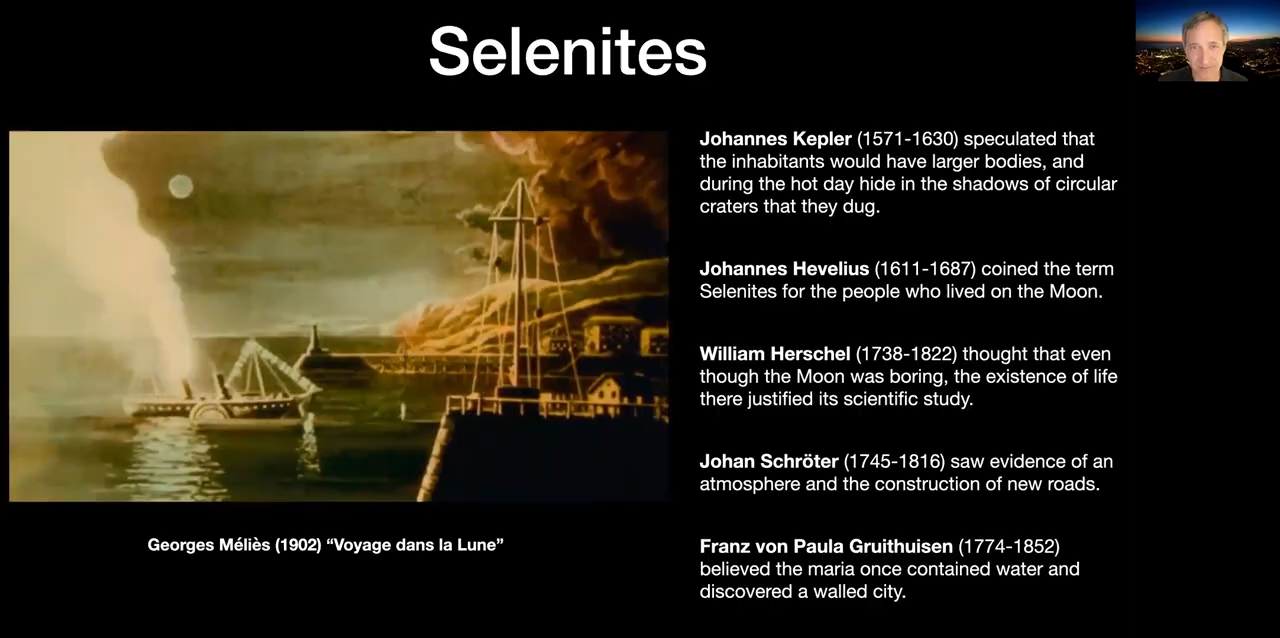 Selenites
Johannes Kepler (1571-1630) speculated that
the inhabitants would have larger bodies, and
during the hot day hide in the shadows of circular
craters that they dug.
Johannes Hevelius (1611-1687) coined the term
Selenites for the people who lived on the Moon.
William Herschel (1738-1822) thought that even
though the Moon was boring, the existence of life
there justified its scientific study.
Johan Schröter (1745-1816) saw evidence of an
atmosphere and the construction of new roads.
Franz von Paula Gruithuisen (1774-1852)
believed the maria once contained water and
discovered a walled city.
Georges Méliès (1902) “Voyage dans la Lune”